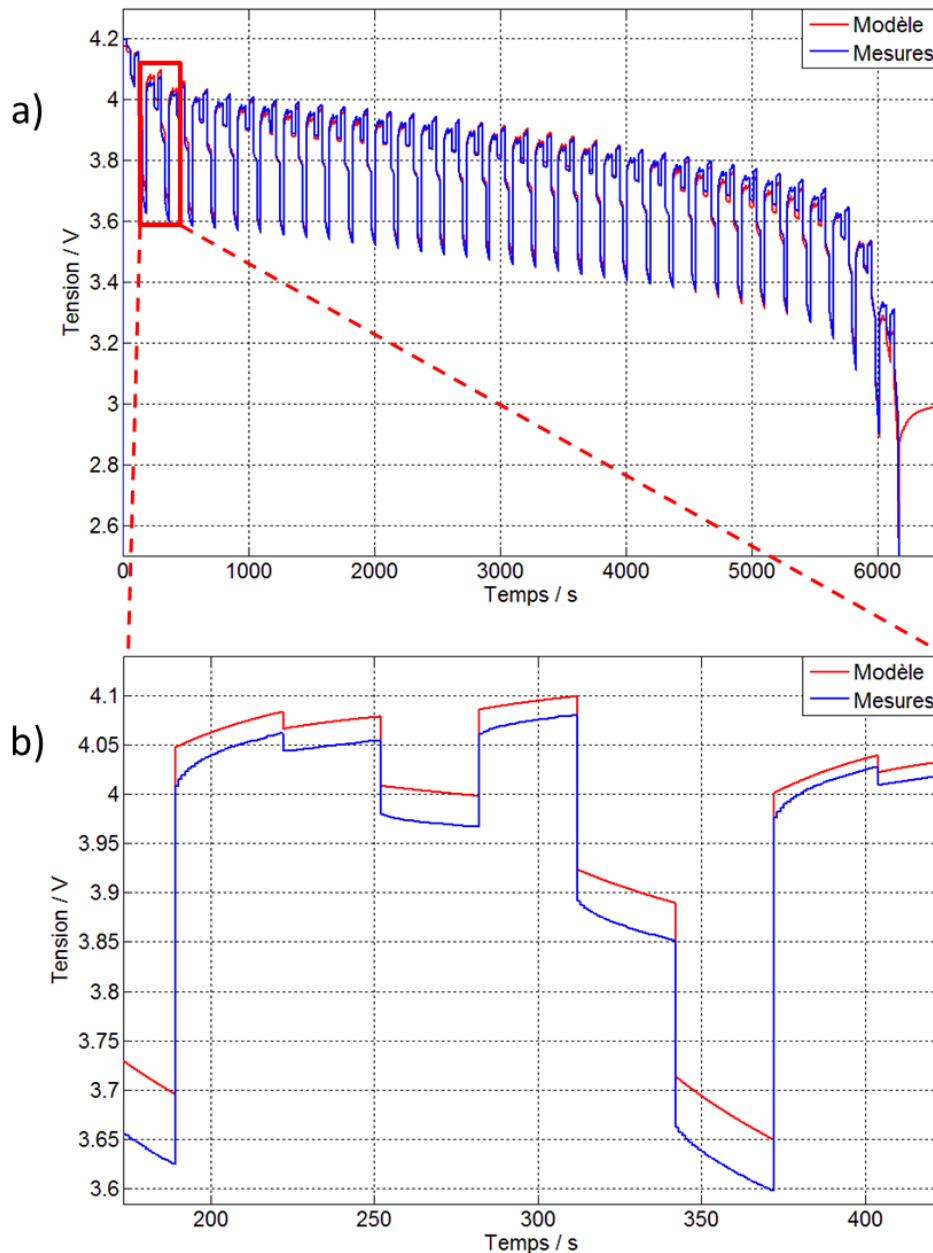 a)
Modèle
Mesures
Tension / V
4.2
4
3.8
3.6
3.4
3.2
3
2.8
2.6
0 1000 2000 3000 4000 5000 6000
Temps / s
b)
Modèle
Mesures
Tension / V
4.1
4.05
4
3.95
3.9
3.85
3.8
3.75
3.7
3.65
3.6
200 250 300 350 400
Temps / s